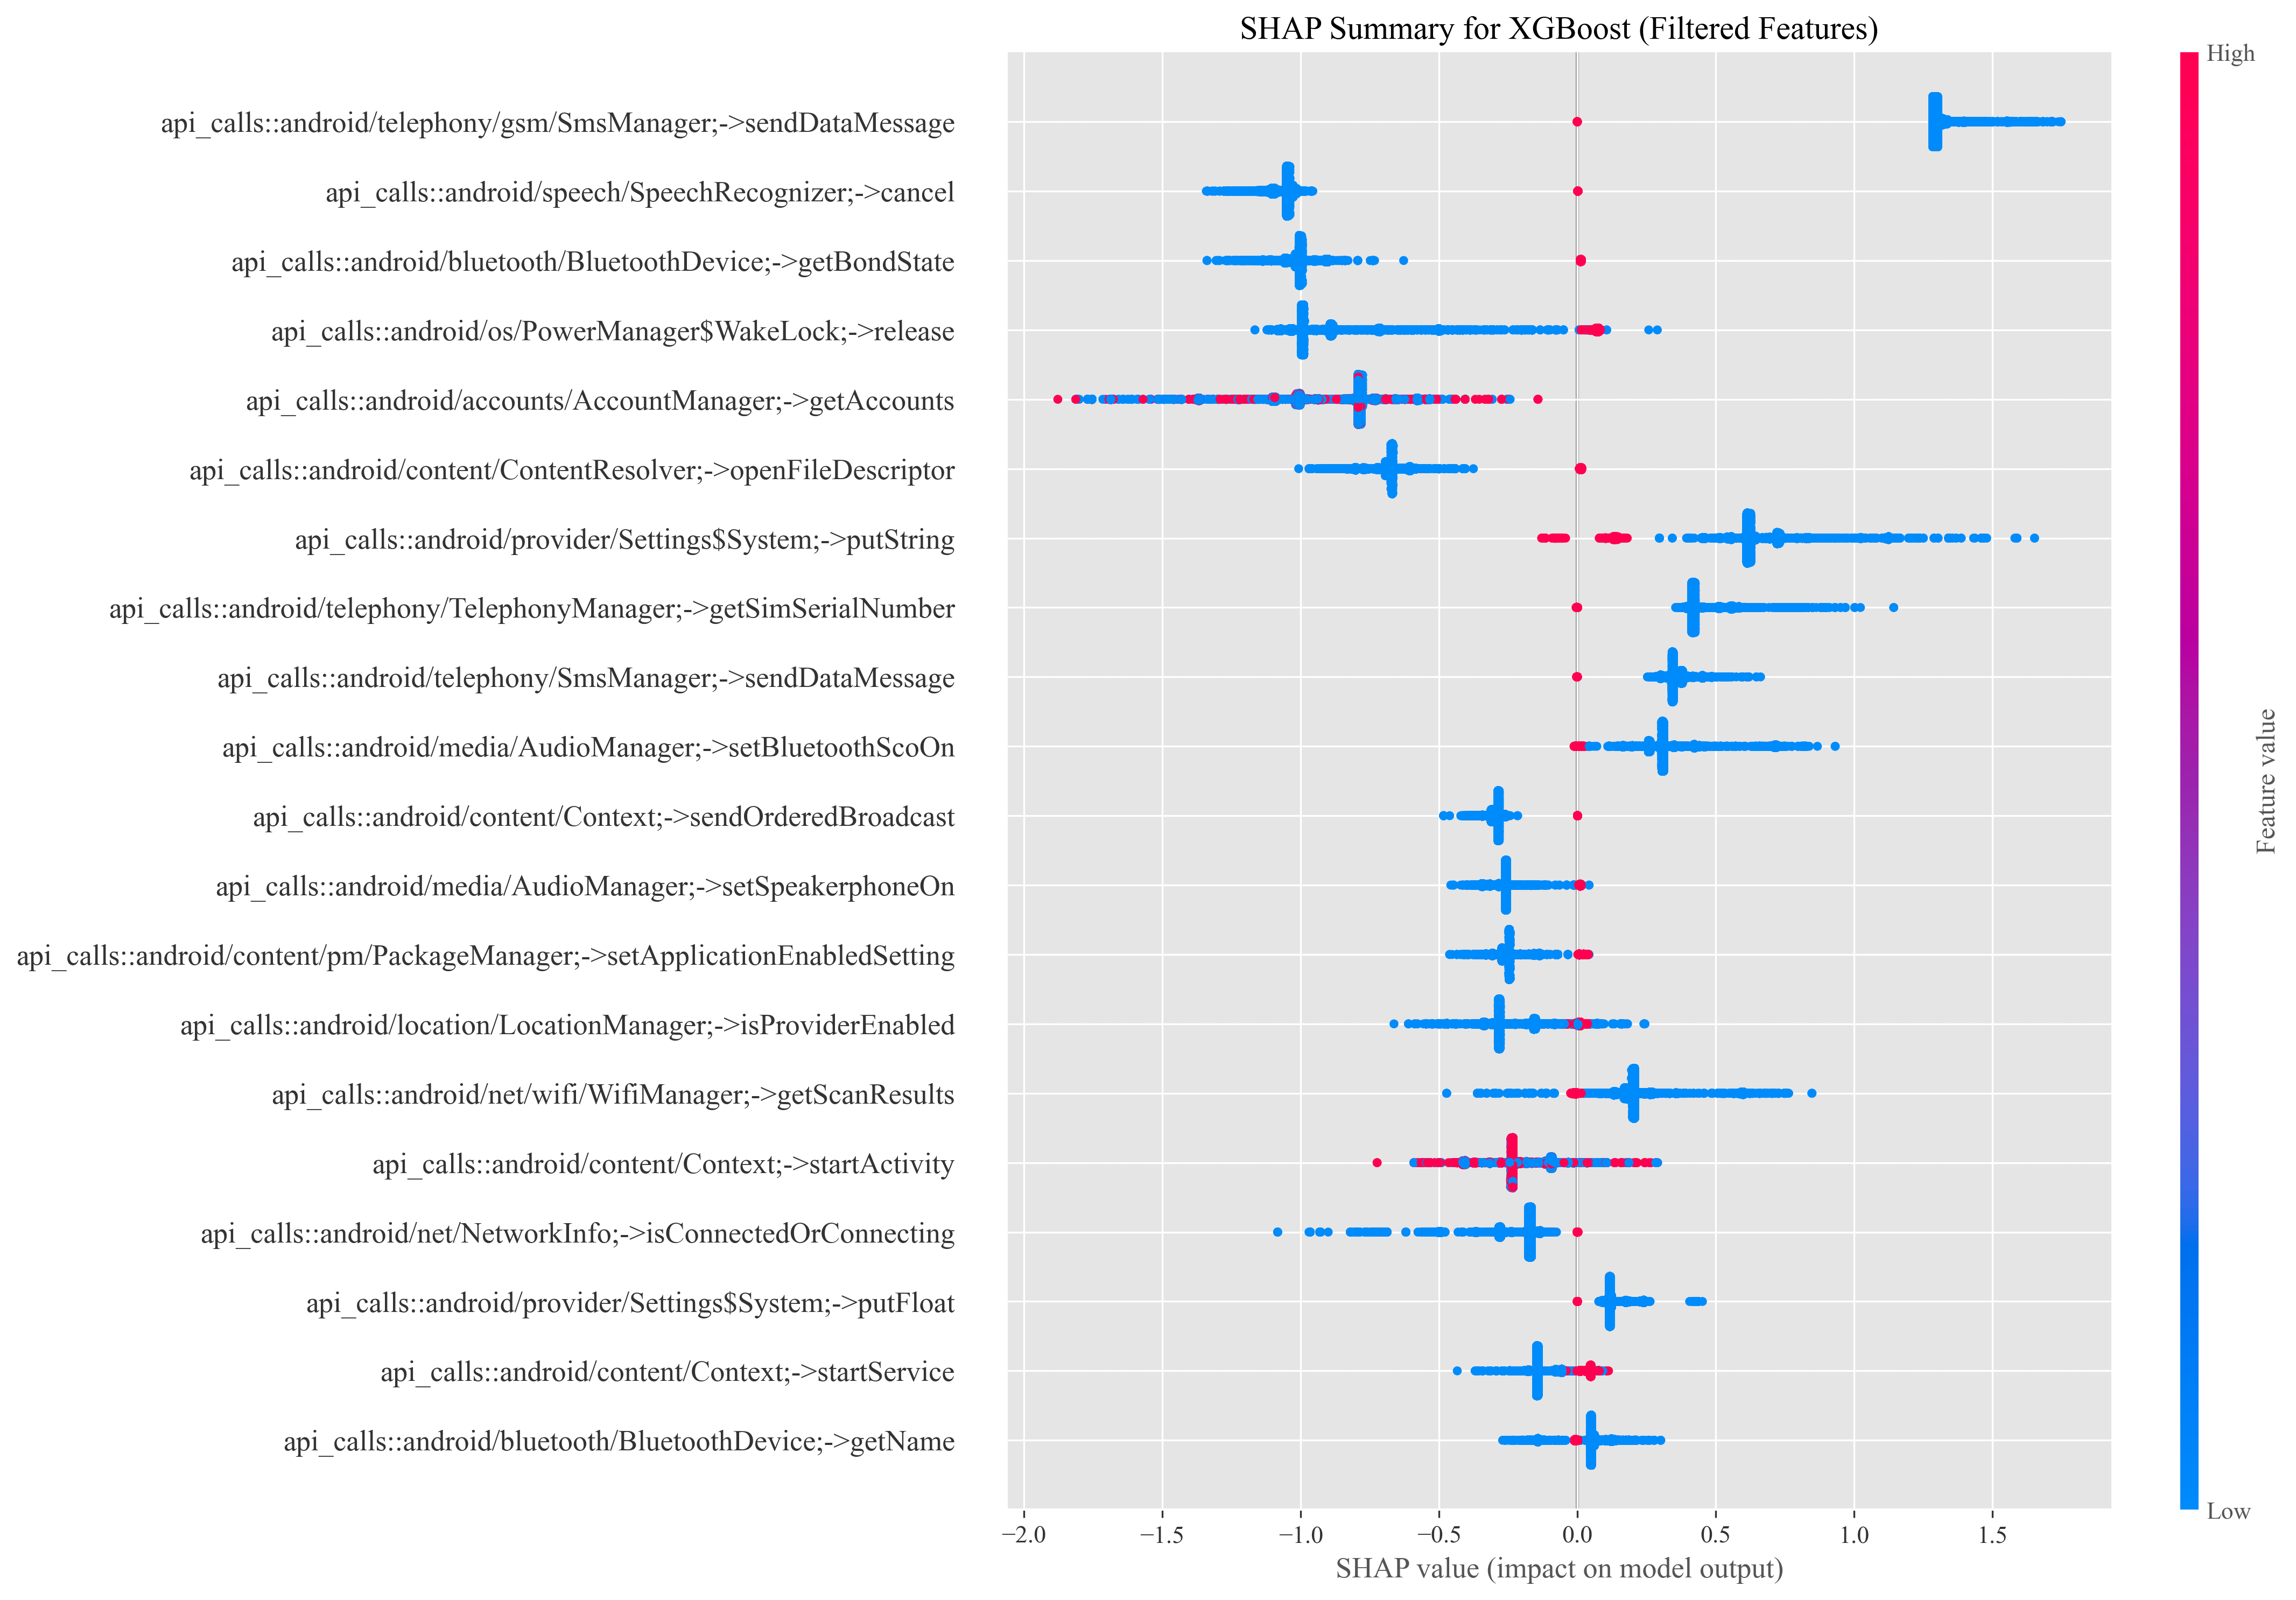 SHAP Summary for XGBoost (Filtered Features)
High
api_calls::android/telephony/gsm/SmsManager;->sendDataMessage
api_calls::android/speech/SpeechRecognizer;->cancel
api_calls::android/bluetooth/BluetoothDevice;->getBondState
api_calls::android/os/PowerManager$WakeLock;->release
api_calls::android/accounts/AccountManager;->getAccounts
api_calls::android/content/ContentResolver;->openFileDescriptor
api_calls::android/provider/Settings$System;->putString
api_calls::android/telephony/TelephonyManager;->getSimSerialNumber
api_calls::android/telephony/SmsManager;->sendDataMessage
api_calls::android/media/AudioManager;->setBluetoothScoOn
api_calls::android/content/Context;->sendOrderedBroadcast
api_calls::android/media/AudioManager;->setSpeakerphoneOn
api_calls::android/content/pm/PackageManager;->setApplicationEnabledSetting
api_calls::android/location/LocationManager;->isProviderEnabled
api_calls::android/net/wifi/WifiManager;->getScanResults
api_calls::android/content/Context;->startActivity
api_calls::android/net/NetworkInfo;->isConnectedOrConnecting
api_calls::android/provider/Settings$System;->putFloat
api_calls::android/content/Context;->startService
api_calls::android/bluetooth/BluetoothDevice;->getName
Feature value
Low
−2.0 −1.5 −1.0 −0.5 0.0 0.5 1.0 1.5
SHAP value (impact on model output)